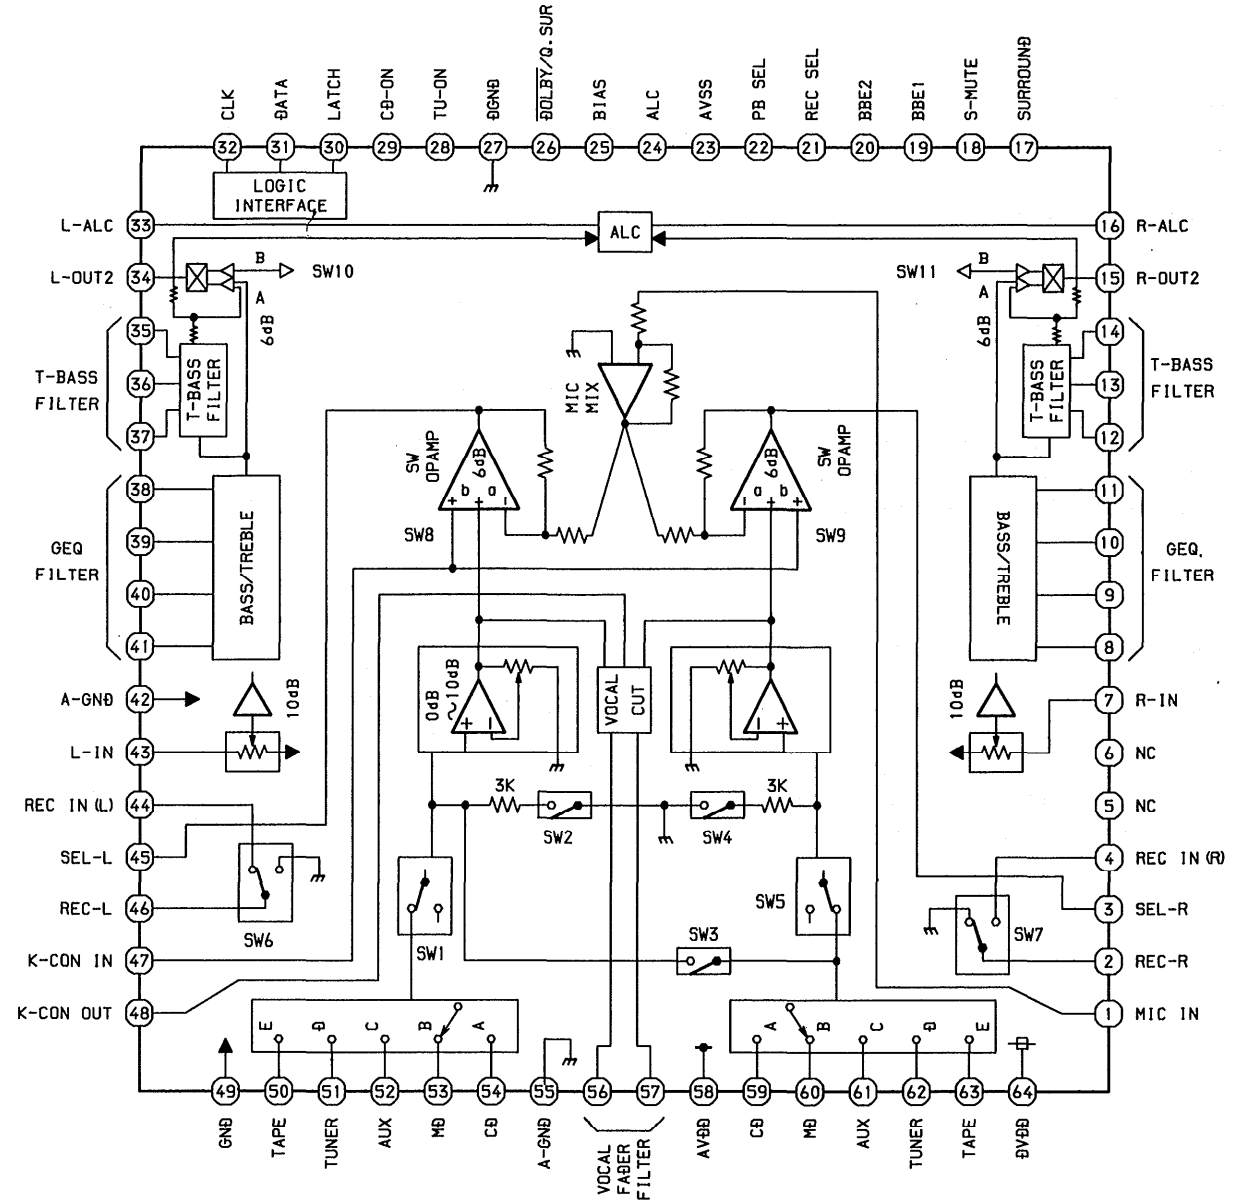 CLK
DATA
LATCH
CD-ON
TU-ON
DGND
DOLBY/Q.SUR
BIAS
ALC
AVSS
PB SEL
REC SEL
BBE2
BBE1
S-MUTE
SURROUND
32 31 30 29 28 27 26 25 24 23 22 21 20 19 18 17
LOGIC
INTERFACE
L-ALC 33
ALC
16 R-ALC
L-OUT2 34
B
A
6dB
SW10
SW11
B
A
6dB
15 R-OUT2
35
36
37
T-BASS
FILTER
T-BASS
FILTER
MIC
MIX
T-BASS
FILTER
14
13
12
T-BASS
FILTER
SW
OPAMP
6dB
b a
+ + -
SW8
SW
OPAMP
6dB
a b
- + +
SW9
38
39
40
41
GEQ
FILTER
BASS/TREBLE
BASS/TREBLE
11
10
9
8
GEQ.
FILTER
A-GND 42
10dB
0dB
~10dB
+ -
VOCAL
CUT
- +
10dB
7 R-IN
L-IN 43
6 NC
REC IN(L) 44
3K
SW2
SW4
3K
5 NC
SEL-L 45
4 REC IN(R)
REC-L 46
SW6
SW1
SW5
SW7
3 SEL-R
K-CON IN 47
SW3
2 REC-R
K-CON OUT 48
1 MIC IN
E D C B A
A B C D E
49 50 51 52 53 54 55 56 57 58 59 60 61 62 63 64
GND
TAPE
TUNER
AUX
MD
CD
A-GND
VOCAL
FADER
FILTER
AVDD
CD
MD
AUX
TUNER
TAPE
DVDD